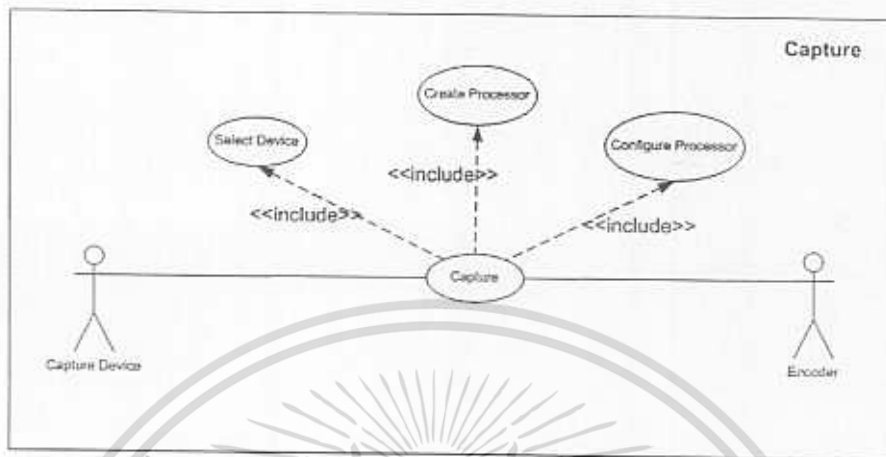 Capture
Create Processor
Select Device
Configure Processor
<<include>>
<<include>>
<<include>>
Capture
Capture Device
Encoder